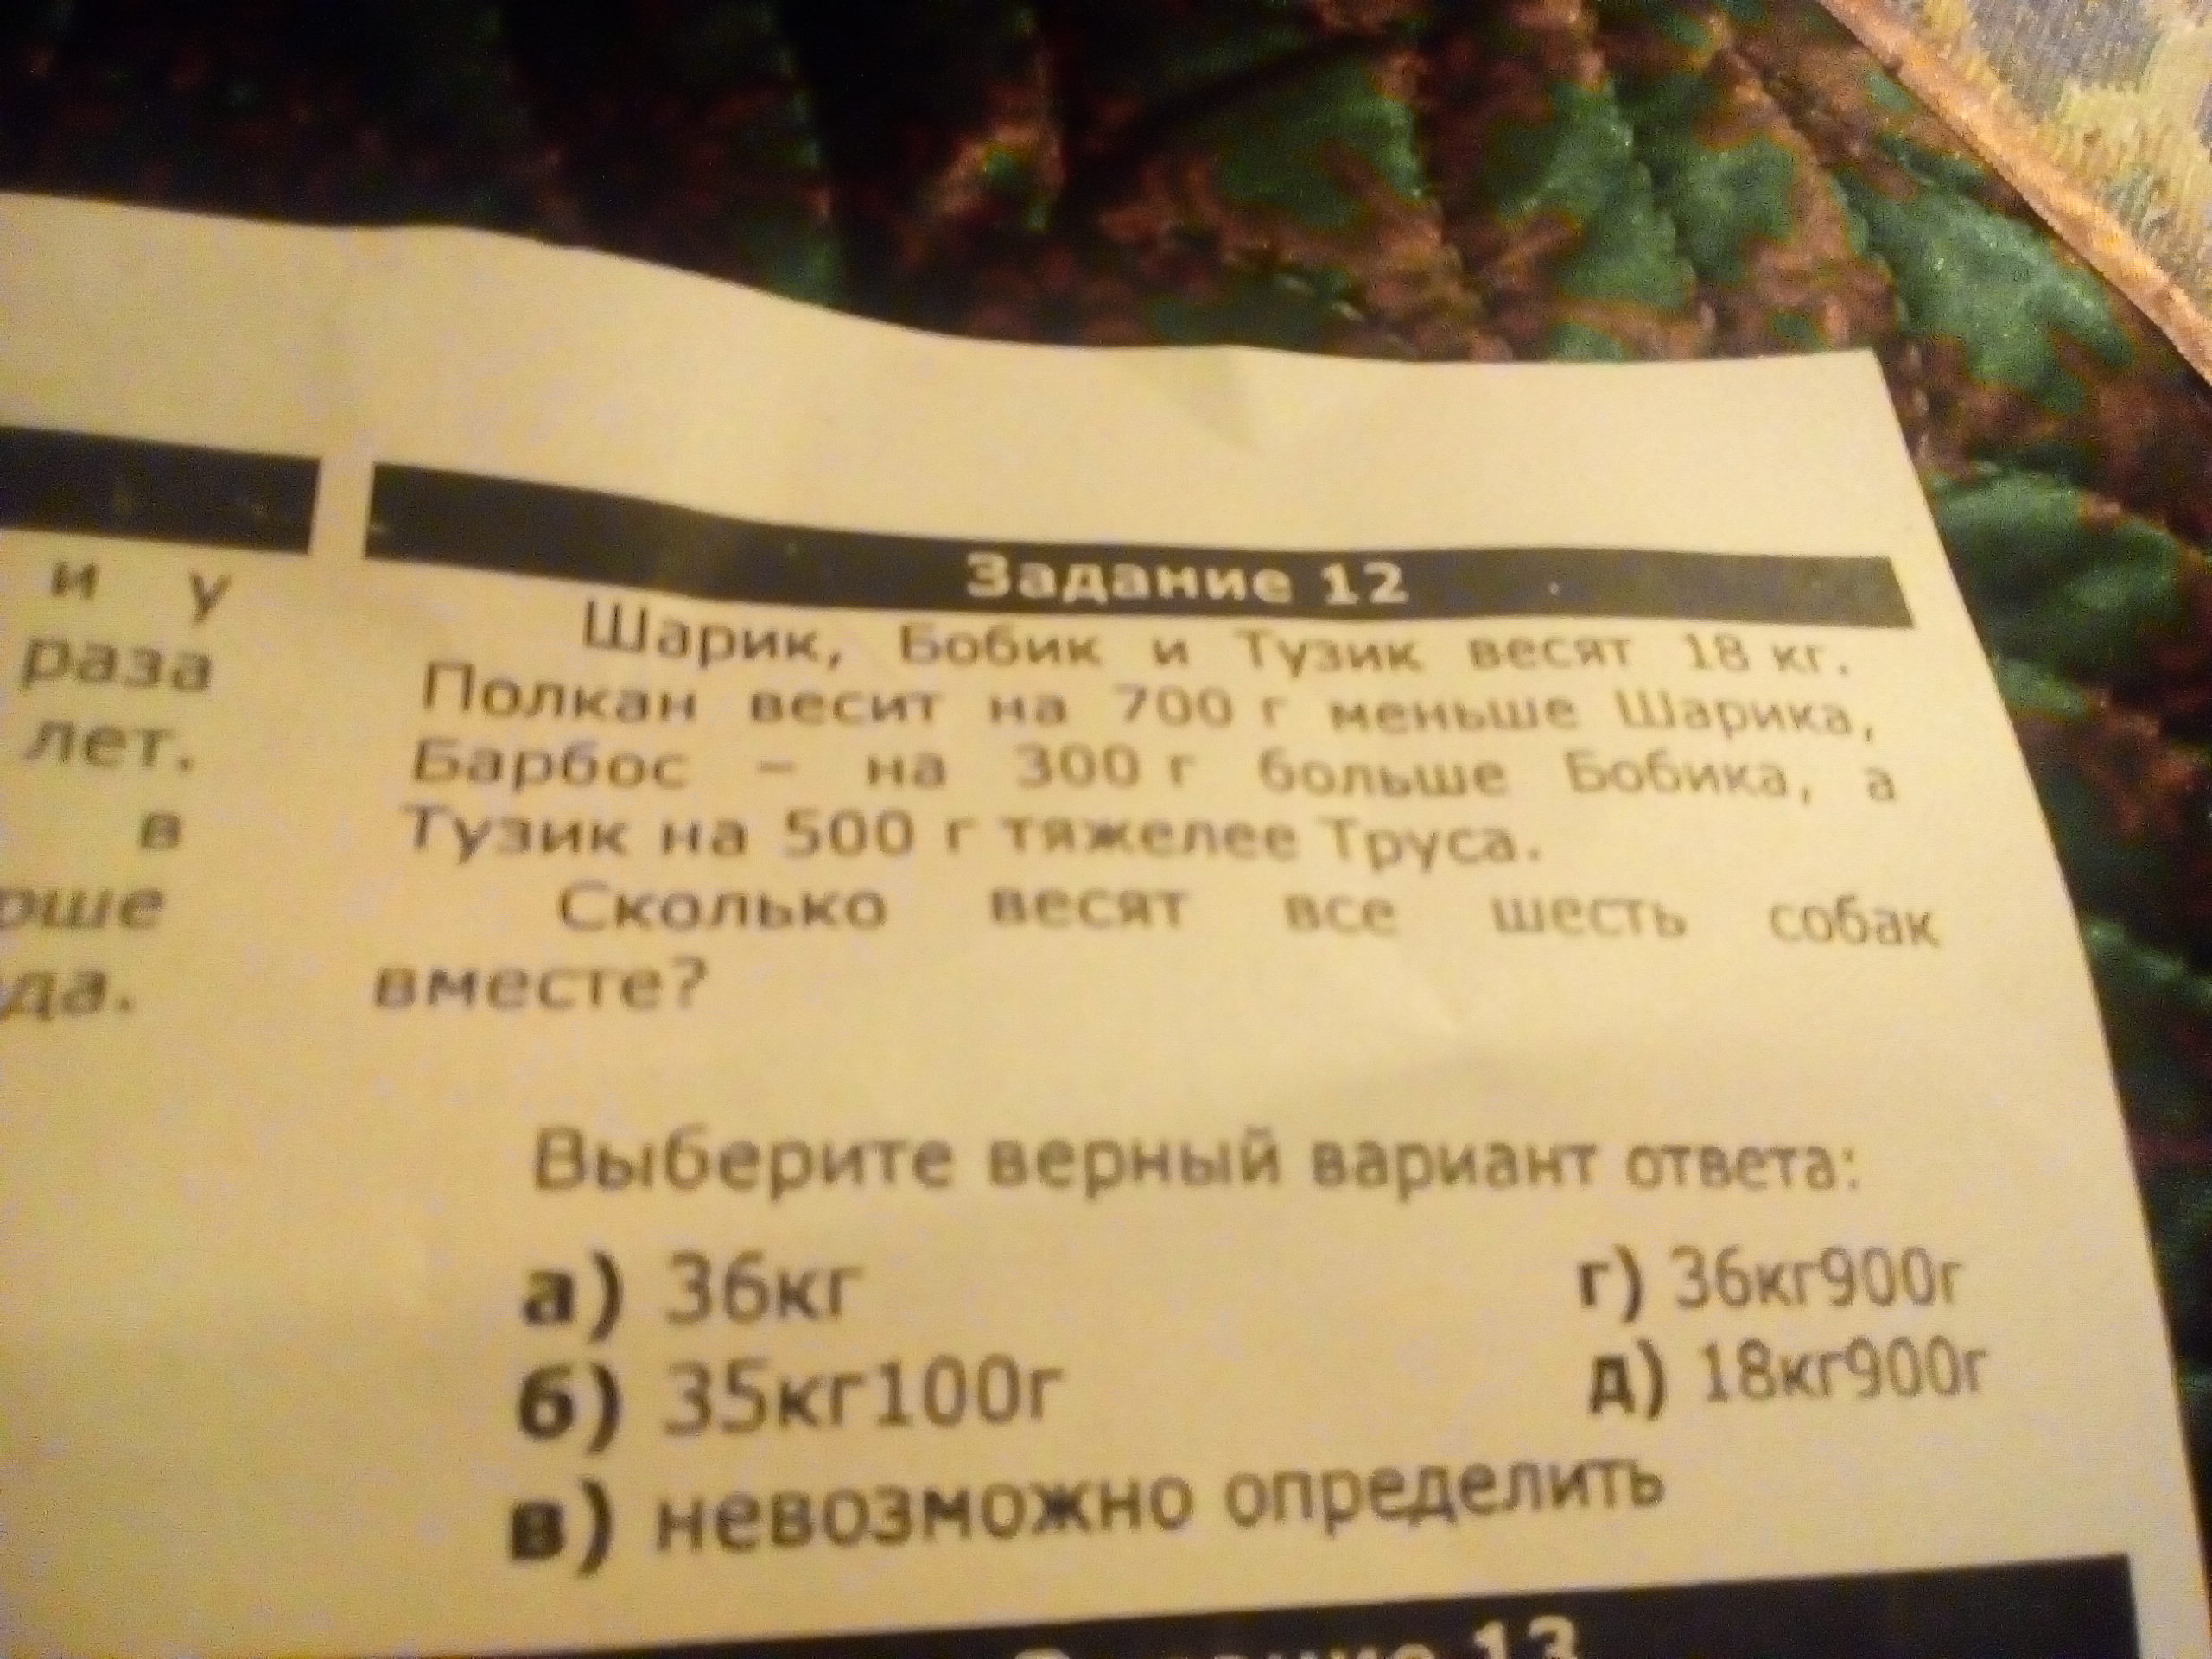 и у
раза
лет.
в
рше
да.
Задание 12
Шарик, Бобик и Тузик весят 18 кг.
Полкан весит на 700 г меньше Шарика,
Барбос – на 300 г больше Бобика, а
Тузик на 500 г тяжелее Труса.
Сколько весят все шесть собак
вместе?
Выберите верный вариант ответа:
а) 36кг
г) 36кг900г
б) 35кг100г
д) 18кг900г
в) невозможно определить
13